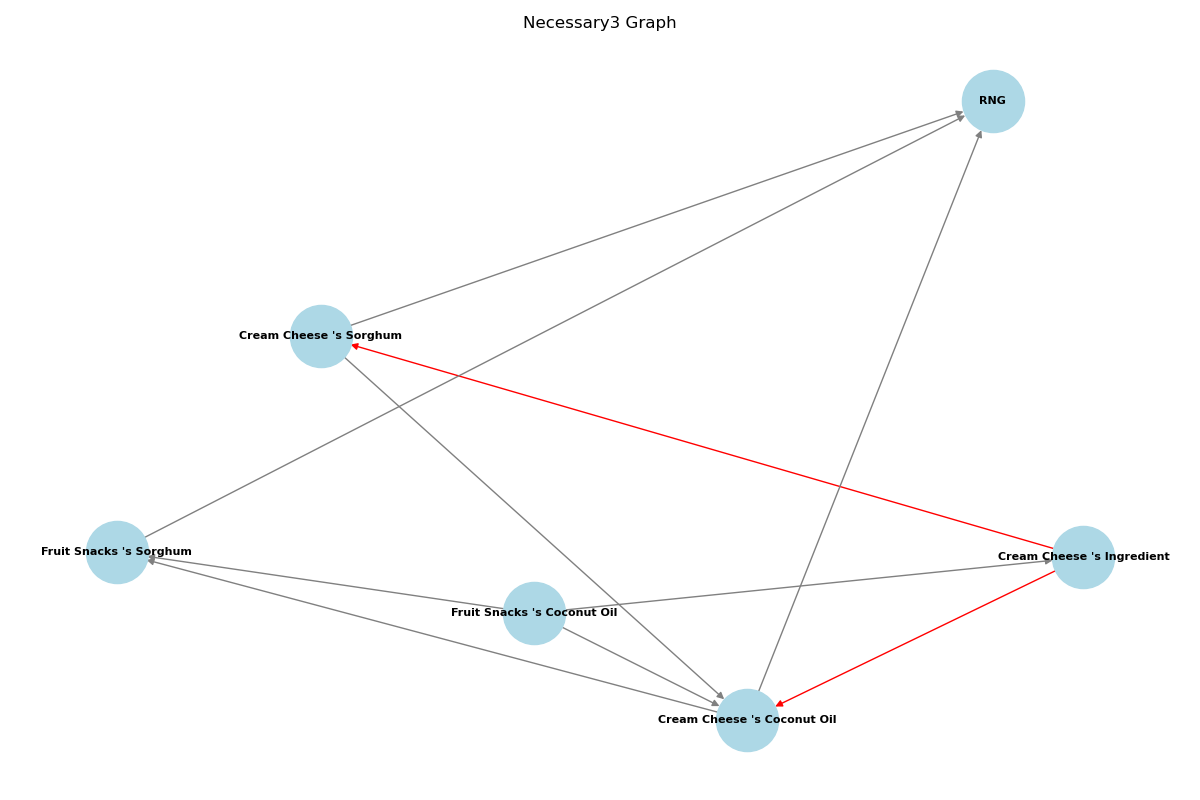 Necessary3 Graph
RNG
Cream Cheese 's Sorghum
Fruit Snacks 's Sorghum
Cream Cheese 's Ingredient
Fruit Snacks 's Coconut Oil
Cream Cheese 's Coconut Oil